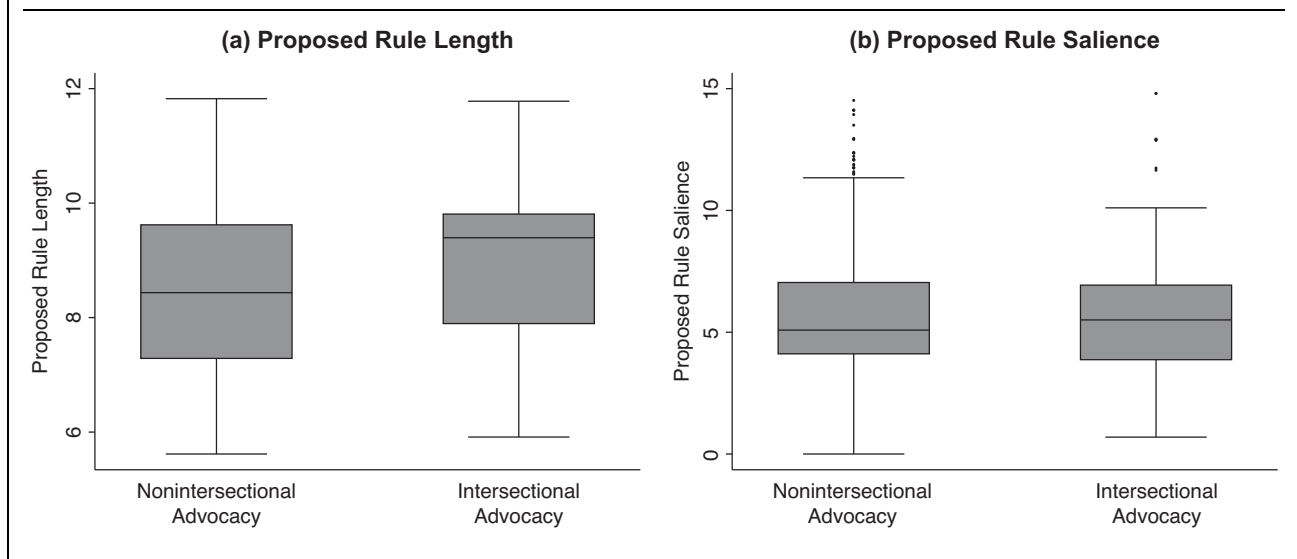 (a) Proposed Rule Length
Proposed Rule Length
12
10
8
6
Nonintersectional
Advocacy
Intersectional
Advocacy
(b) Proposed Rule Salience
Proposed Rule Salience
15
10
5
0
Nonintersectional
Advocacy
Intersectional
Advocacy